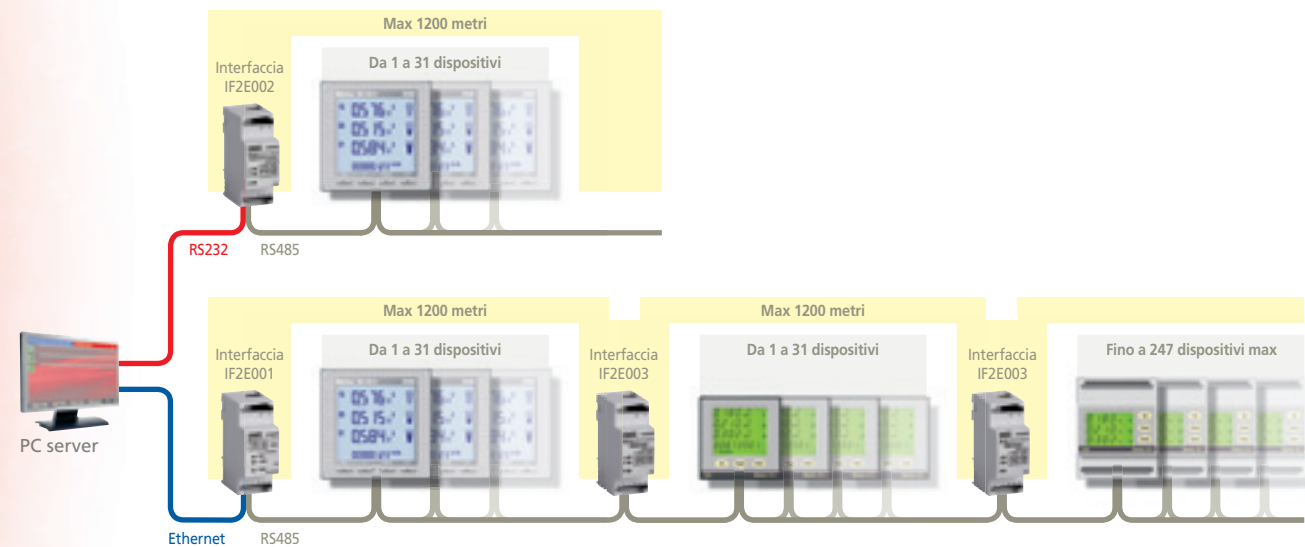 Max 1200 metri
Interfaccia
IF2E002
Da 1 a 31 dispositivi
RS232
RS485
PC server
Max 1200 metri
Max 1200 metri
Interfaccia
IF2E001
Da 1 a 31 dispositivi
Interfaccia
IF2E003
Da 1 a 31 dispositivi
Interfaccia
IF2E003
Fino a 247 dispositivi max
Ethernet
RS485